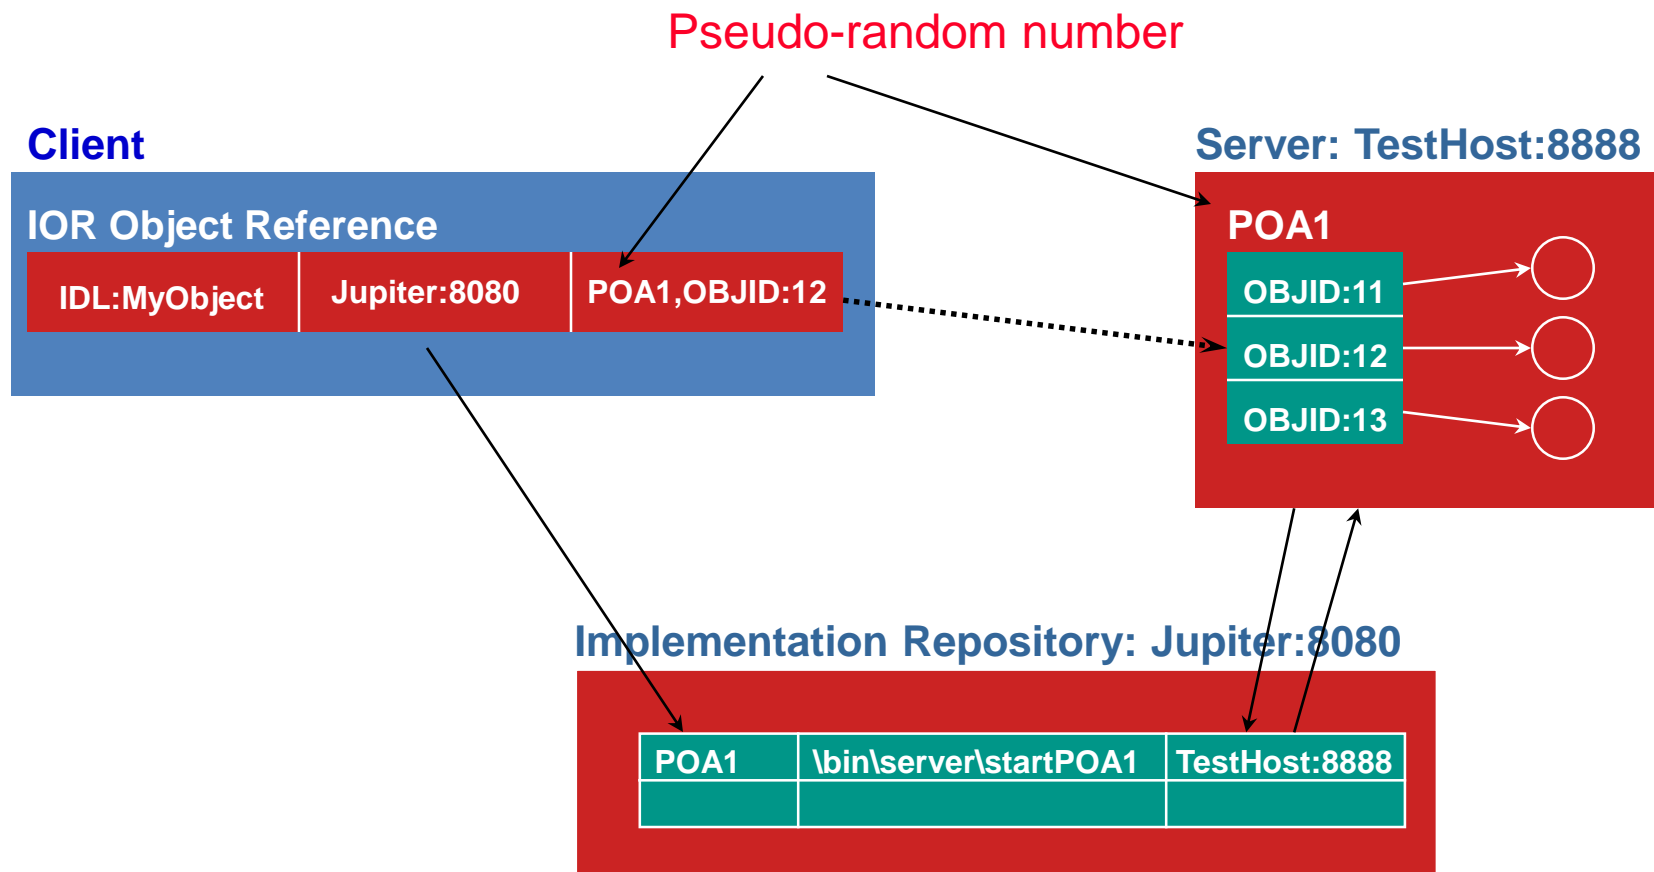 Pseudo-random number
Client
Server: TestHost:8888
IOR Object Reference
IDL:MyObject
Jupiter:8080
POA1,OBJID:12
POA1
OBJID:11
OBJID:12
OBJID:13
Implementation Repository: Jupiter:8080
POA1
\bin\server\startPOA1
TestHost:8888